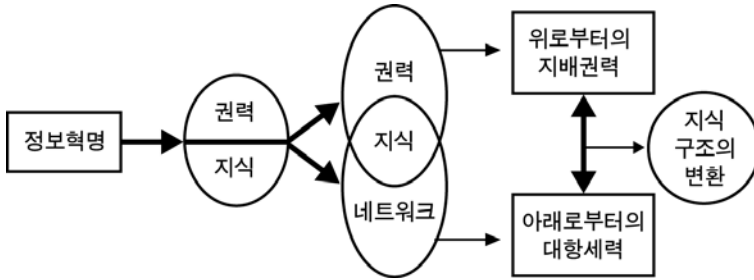 정보혁명
권력
지식
권력
지식
네트워크
위로부터의
지배권력
아래로부터의
대항세력
지식
구조의
변환